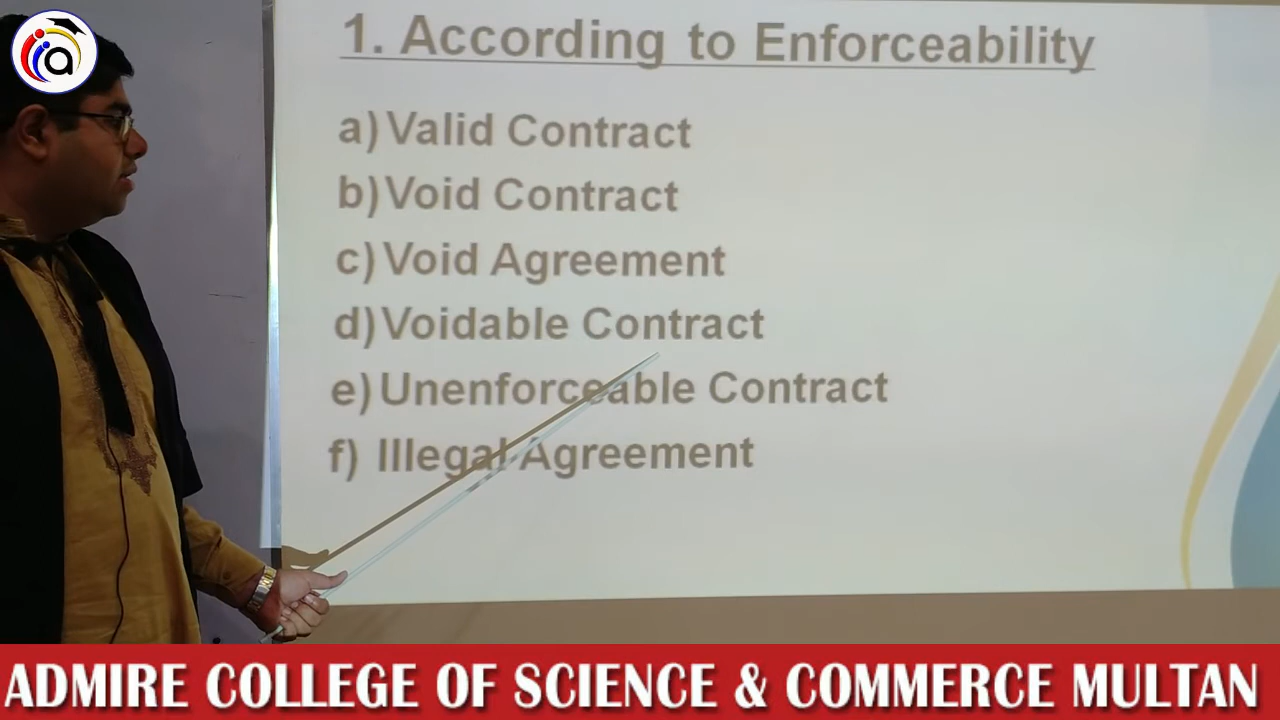 1. According to Enforceability
a) Valid Contract
b) Void Contract
c) Void Agreement
d) Voidable Contract
e) Unenforceable Contract
f) Illegal Agreement
a
ADMIRE COLLEGE OF SCIENCE & COMMERCE MULTAN